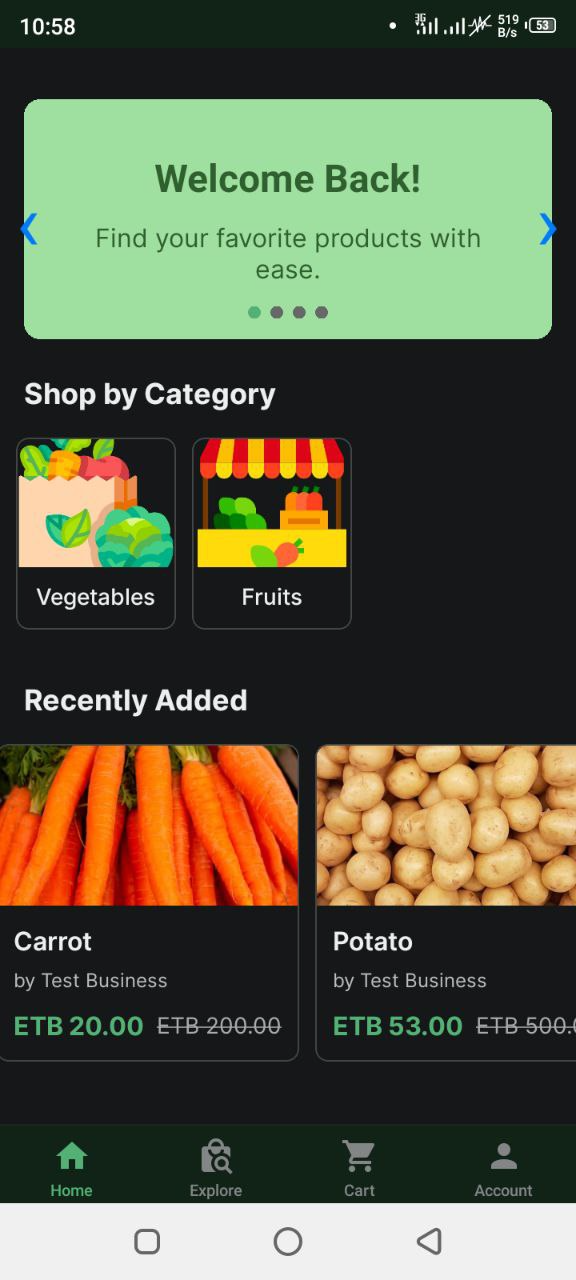 10:58
3G
519
B/s
53
Welcome Back!
Find your favorite products with
ease.
Shop by Category
Vegetables
Fruits
Recently Added
Carrot
by Test Business
ETB 20.00 ETB 200.00
Potato
by Test Business
ETB 53.00 ETB 500.0
Home
Explore
Cart
Account